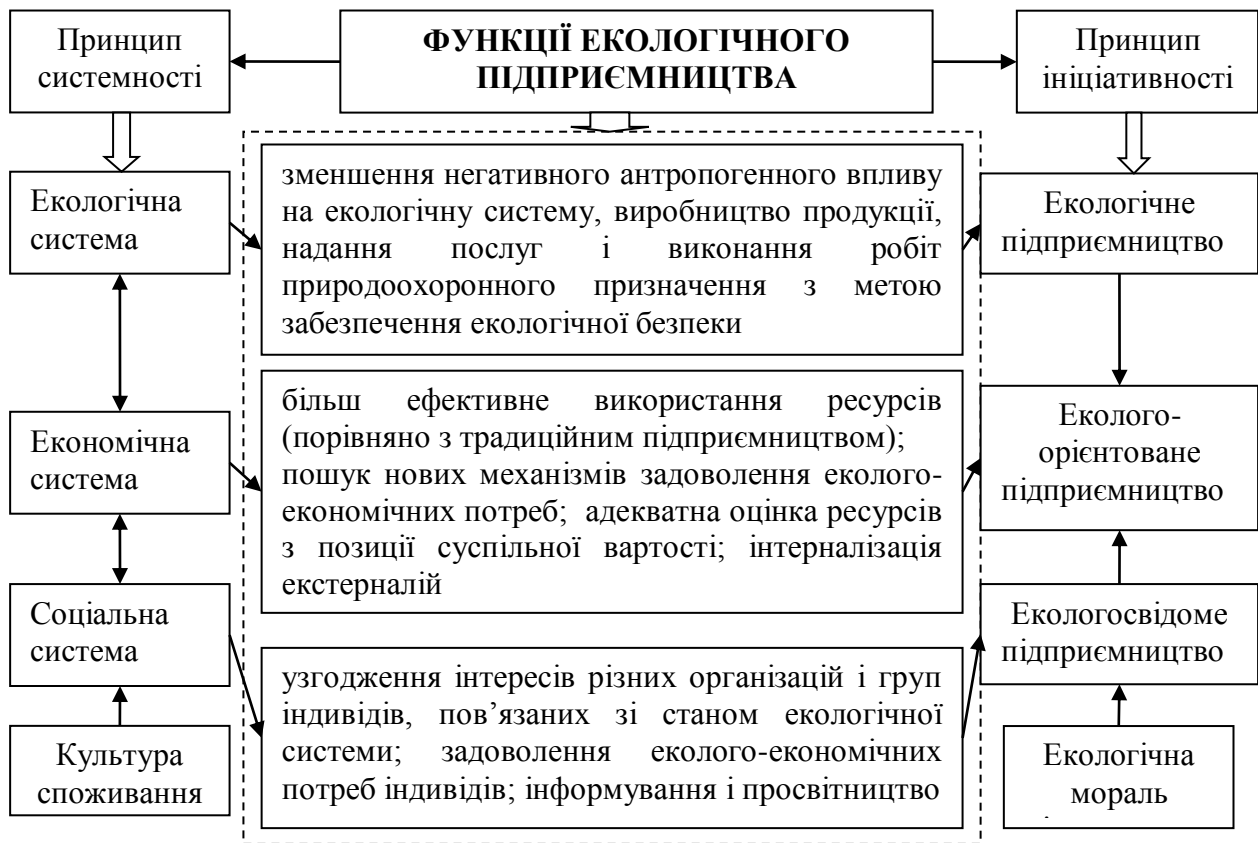 Принцип
системності
ФУНКЦІЇ ЕКОЛОГІЧНОГО
ПІДПРИЄМНИЦТВА
Принцип
ініціативності
Екологічна
система
зменшення негативного антропогенного впливу
на екологічну систему, виробництво продукції,
надання послуг і виконання робіт
природоохоронного призначення з метою
забезпечення екологічної безпеки
Екологічне
підприємництво
Економічна
система
більш ефективне використання ресурсів
(порівняно з традиційним підприємництвом);
пошук нових механізмів задоволення еколого-
економічних потреб; адекватна оцінка ресурсів
з позиції суспільної вартості; інтерналізація
екстерналій
Еколого-
орієнтоване
підприємництво
Соціальна
система
узгодження інтересів різних організацій і груп
індивідів, пов’язаних зі станом екологічної
системи; задоволення еколого-економічних
потреб індивідів; інформування і просвітництво
Екологосвідоме
підприємництво
Культура
споживання
Екологічна
мораль